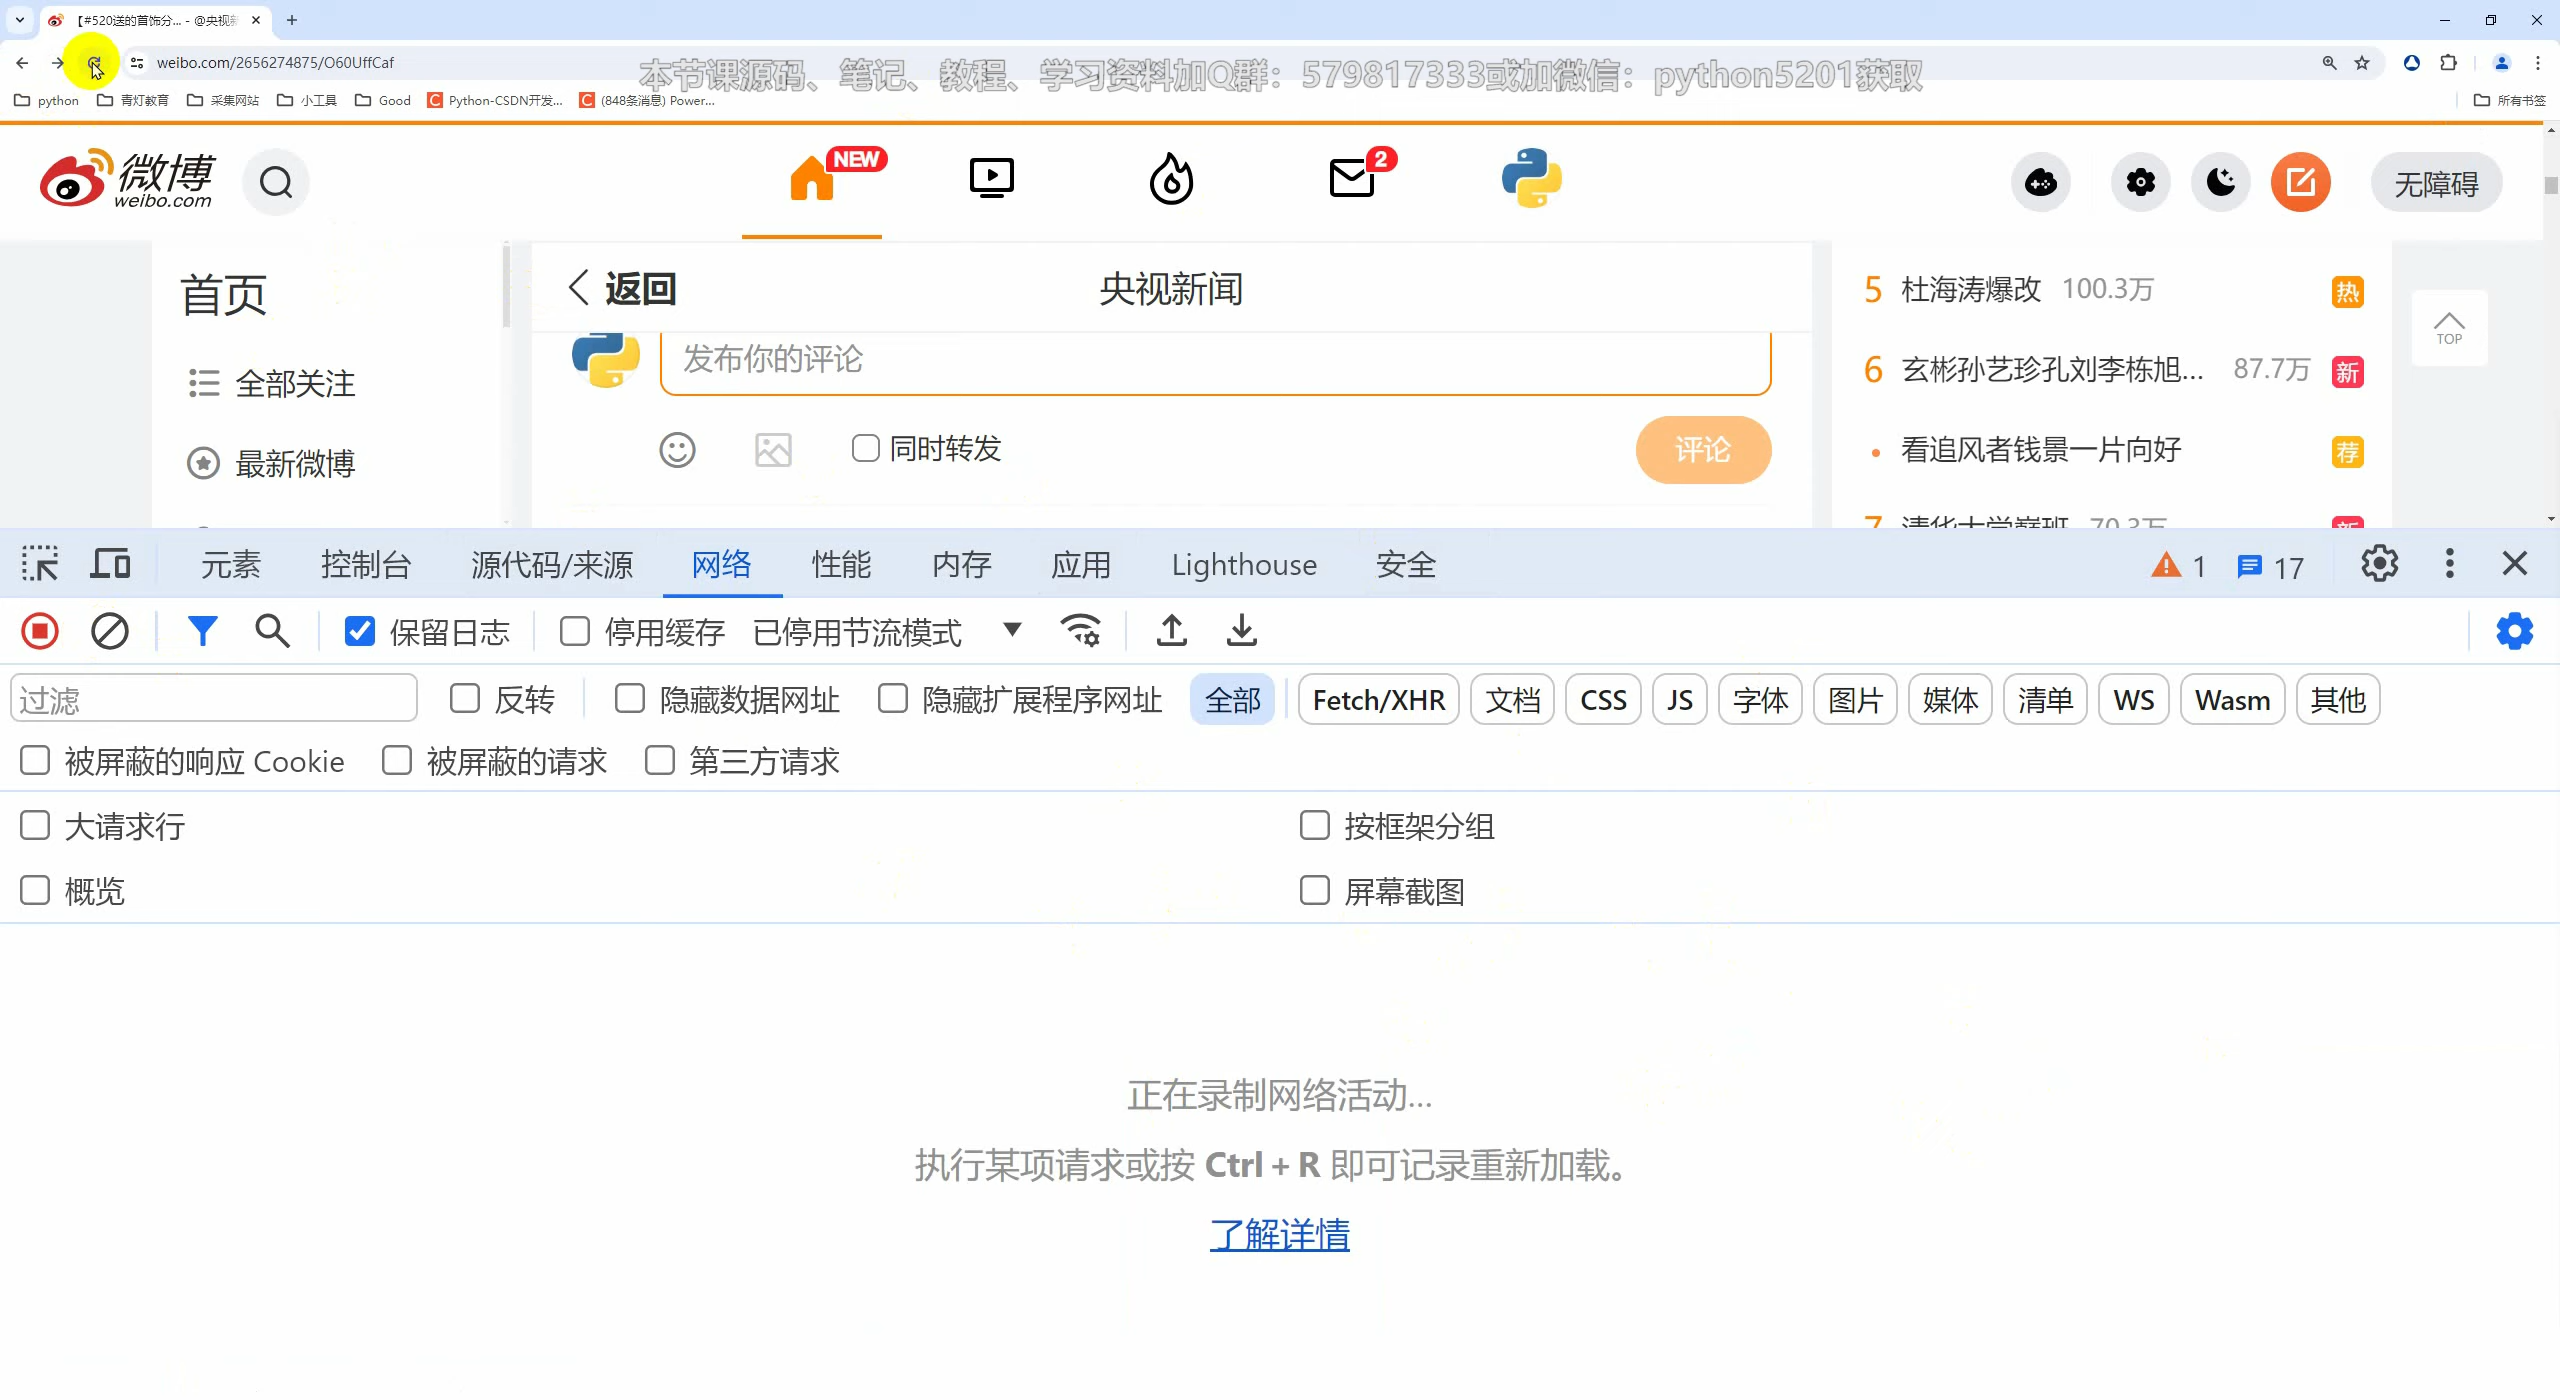 【#520送的首饰分... - @央视新
weibo.com/2656274875/O60UffCaf
本节课源码、笔记、教程、学习资料加Q群：579817333或加微信：python5201获取
python 青灯教育 采集网站 小工具 Good Python-CSDN开发... (848条消息) Power... 所有书签
微博
weibo.com
NEW
2
无障碍
首页
全部关注
最新微博
返回
央视新闻
发布你的评论
同时转发
评论
5 杜海涛爆改 100.3万 热
6 玄彬孙艺珍孔刘李栋旭... 87.7万 新
看追风者钱景一片向好 荐
7 清华大学巅班 70.3万 新
TOP
元素 控制台 源代码/来源 网络 性能 内存 应用 Lighthouse 安全 1 17
保留日志 停用缓存 已停用节流模式
过滤 反转 隐藏数据网址 隐藏扩展程序网址 全部 Fetch/XHR 文档 CSS JS 字体 图片 媒体 清单 WS Wasm 其他
被屏蔽的响应 Cookie 被屏蔽的请求 第三方请求
大请求行 按框架分组
概览 屏幕截图
正在录制网络活动...
执行某项请求或按 Ctrl + R 即可记录重新加载。
了解详情